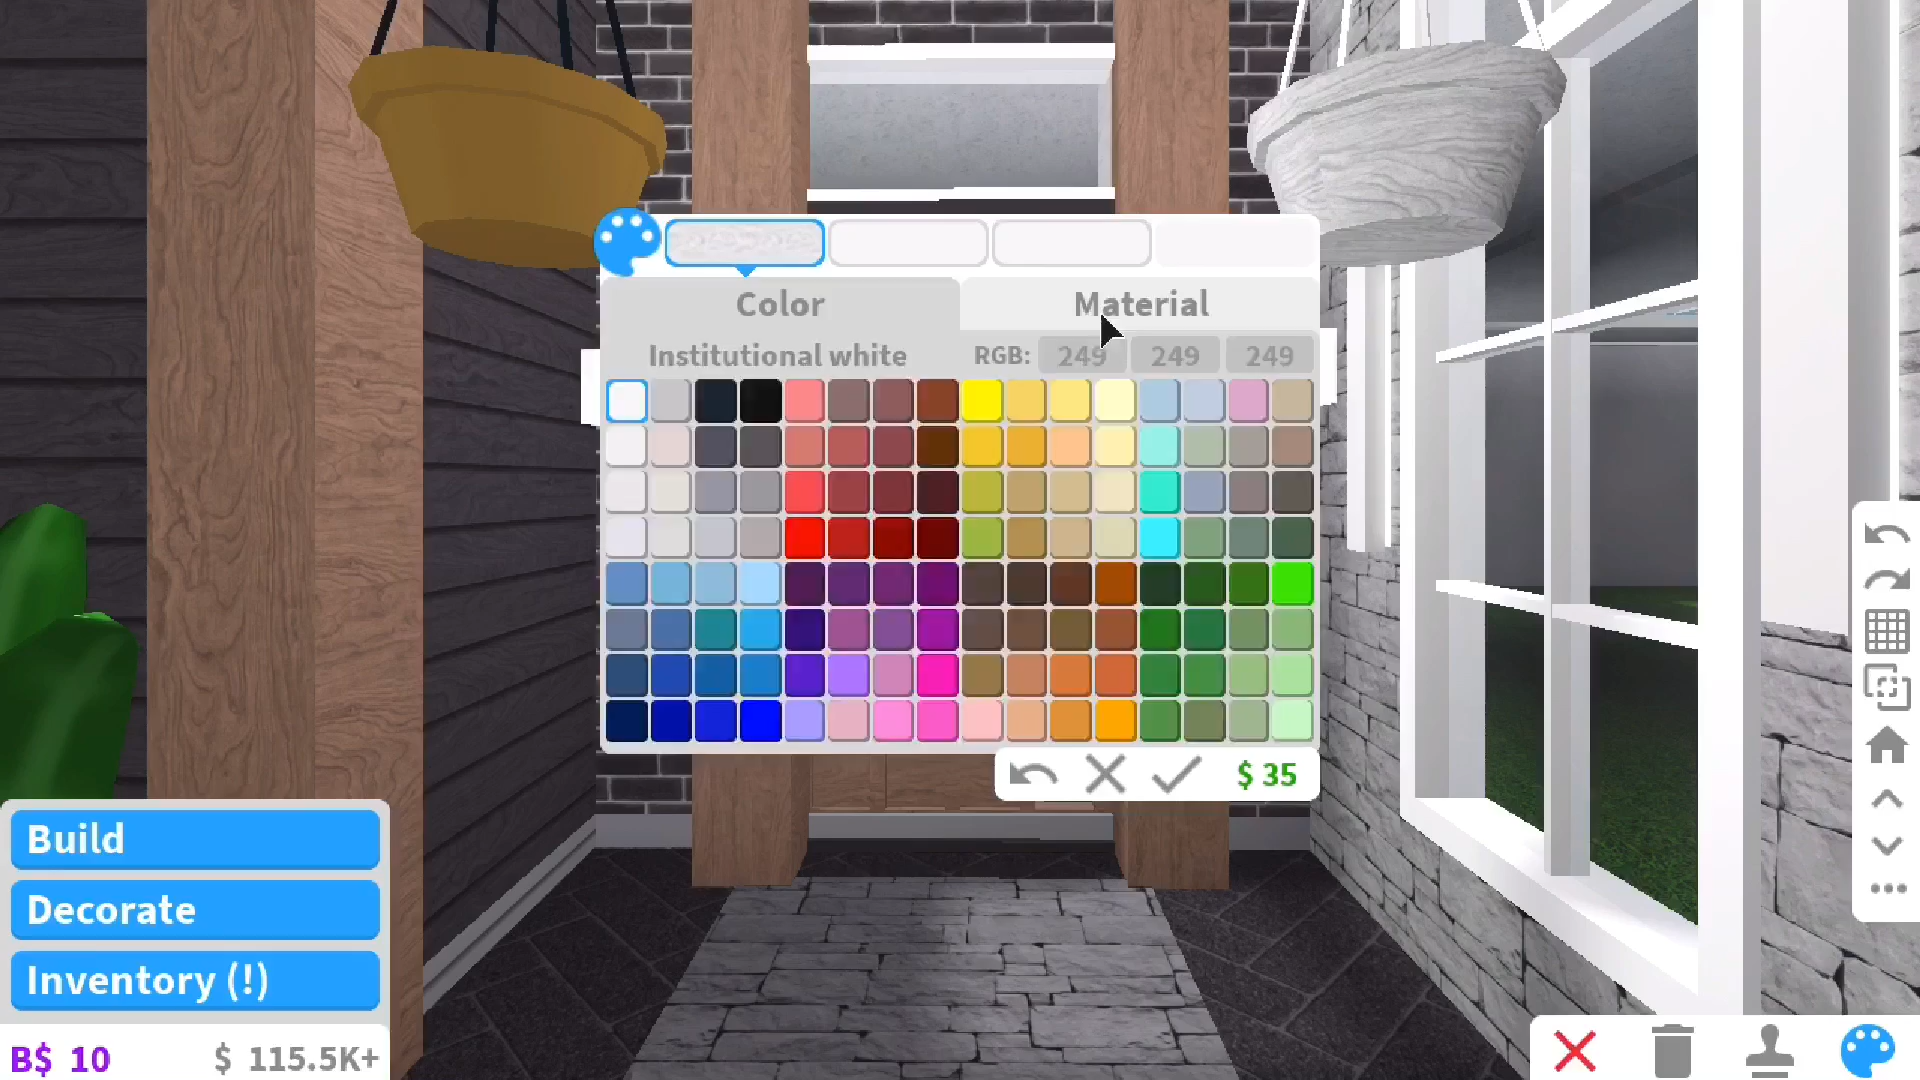 Color
Material
Institutional white
RGB: 249 249 249
$ 35
Build
Decorate
Inventory (!)
B$ 10
$ 115.5K+